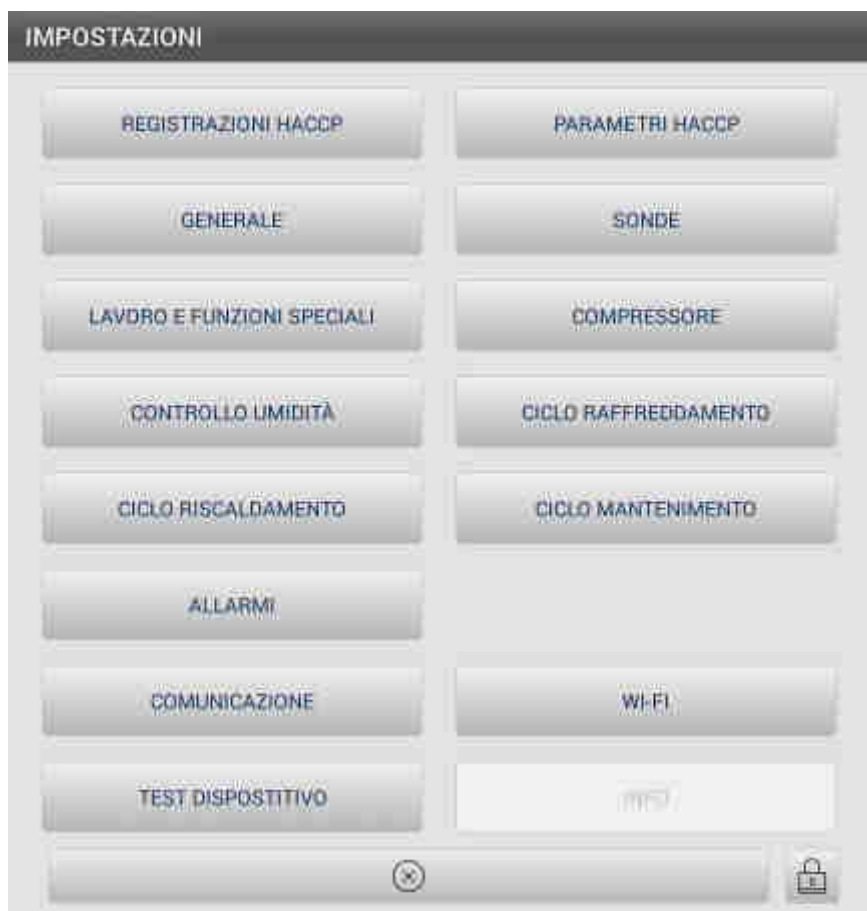 IMPOSTAZIONI
REGISTRAZIONI HACCP
PARAMETRI HACCP
GENERALE
SONDE
LAVORO E FUNZIONI SPECIALI
COMPRESSORE
CONTROLLO UMIDITÀ
CICLO RAFFREDDAMENTO
CICLO RISCALDAMENTO
CICLO MANTENIMENTO
ALLARMI
COMUNICAZIONE
WI-FI
TEST DISPOSTITIVO